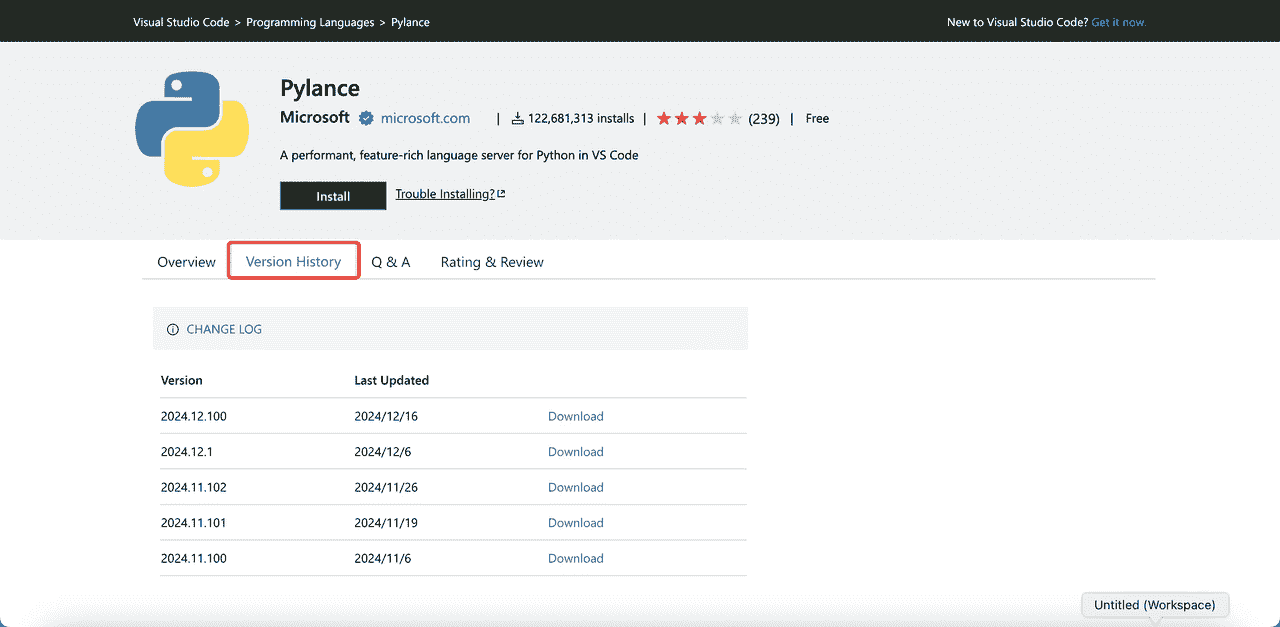 Visual Studio Code > Programming Languages > Pylance
New to Visual Studio Code? Get it now.
Pylance
Microsoft microsoft.com | 122,681,313 installs | (239) | Free
A performant, feature-rich language server for Python in VS Code
Install Trouble Installing?
Overview Version History Q & A Rating & Review
CHANGE LOG
Version Last Updated
2024.12.100 2024/12/16 Download
2024.12.1 2024/12/6 Download
2024.11.102 2024/11/26 Download
2024.11.101 2024/11/19 Download
2024.11.100 2024/11/6 Download
Untitled (Workspace)